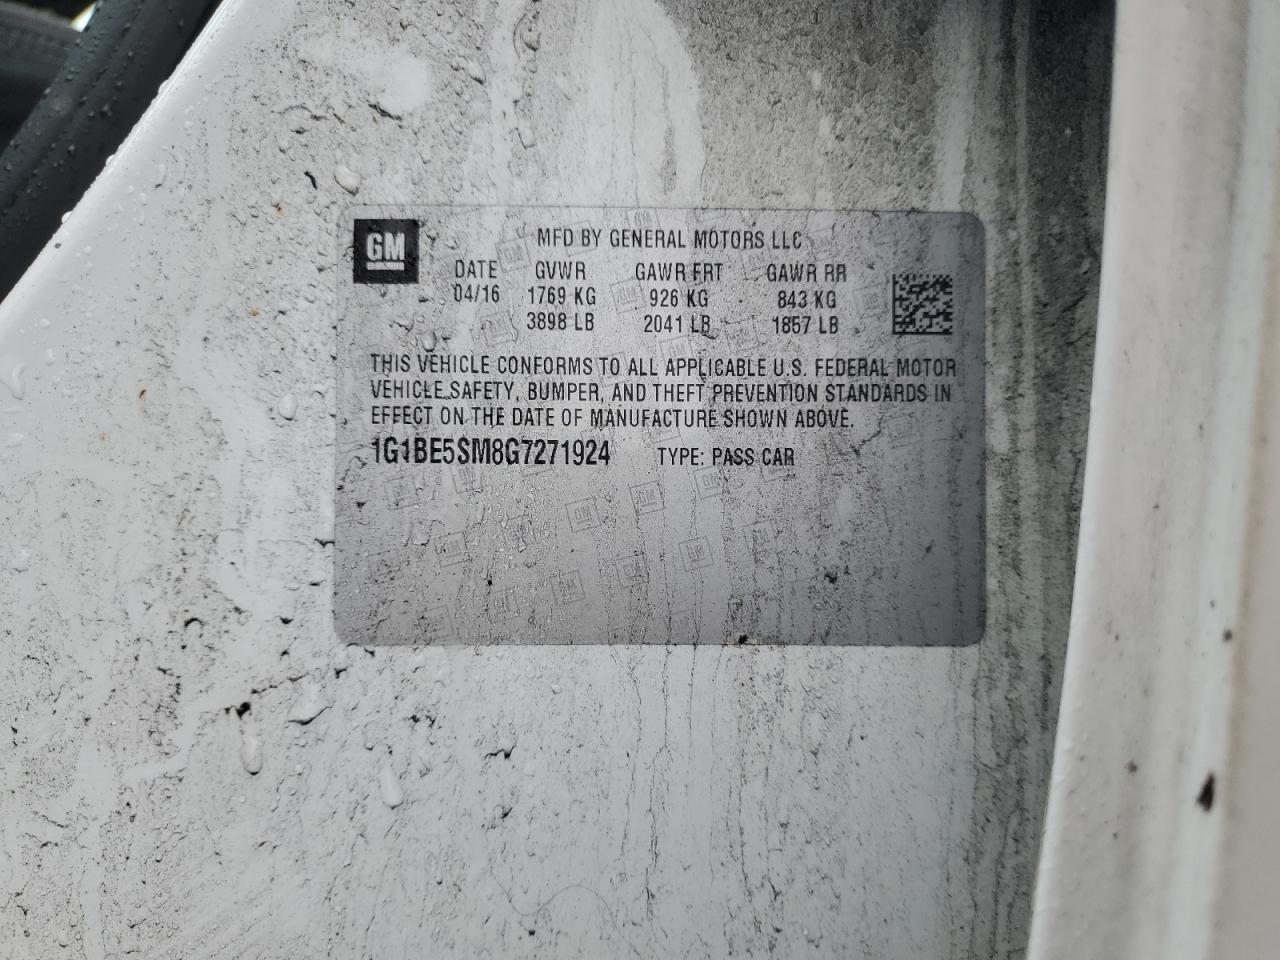 GM
MFD BY GENERAL MOTORS LLC
DATE GVWR GAWR FRT GAWR RR
04/16 1769 KG 926 KG 843 KG
3898 LB 2041 LB 1857 LB
THIS VEHICLE CONFORMS TO ALL APPLICABLE U.S. FEDERAL MOTOR
VEHICLE SAFETY, BUMPER, AND THEFT PREVENTION STANDARDS IN
EFFECT ON THE DATE OF MANUFACTURE SHOWN ABOVE.
1G1BE5SM8G7271924 TYPE: PASS CAR